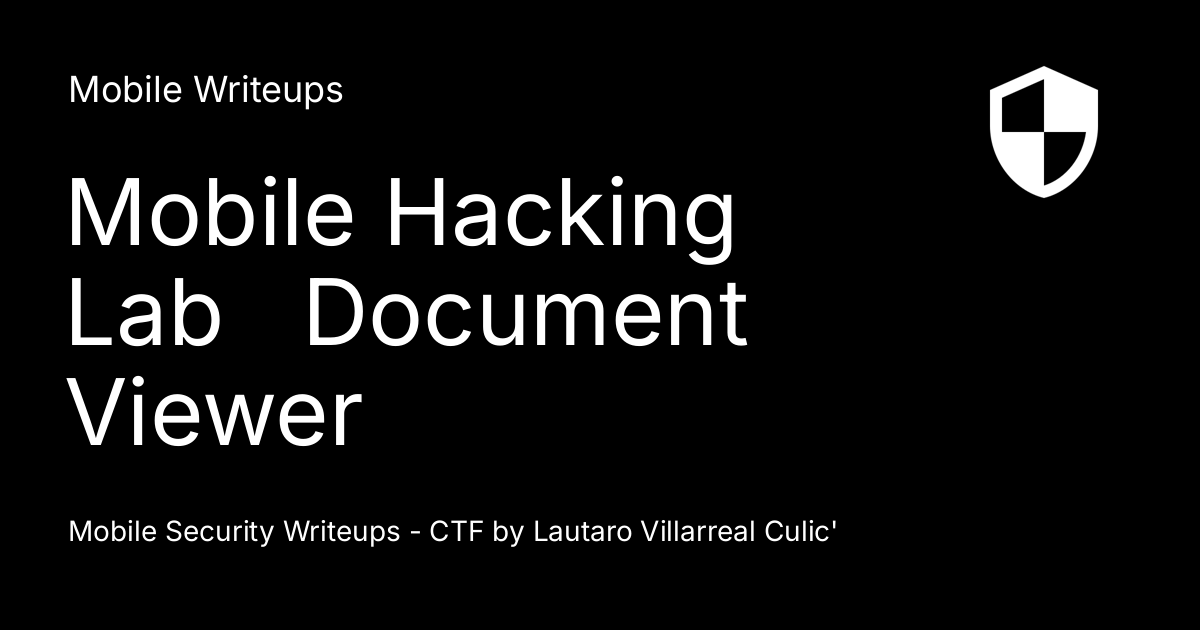 Mobile Writeups
Mobile Hacking
Lab Document
Viewer
Mobile Security Writeups - CTF by Lautaro Villarreal Culic'